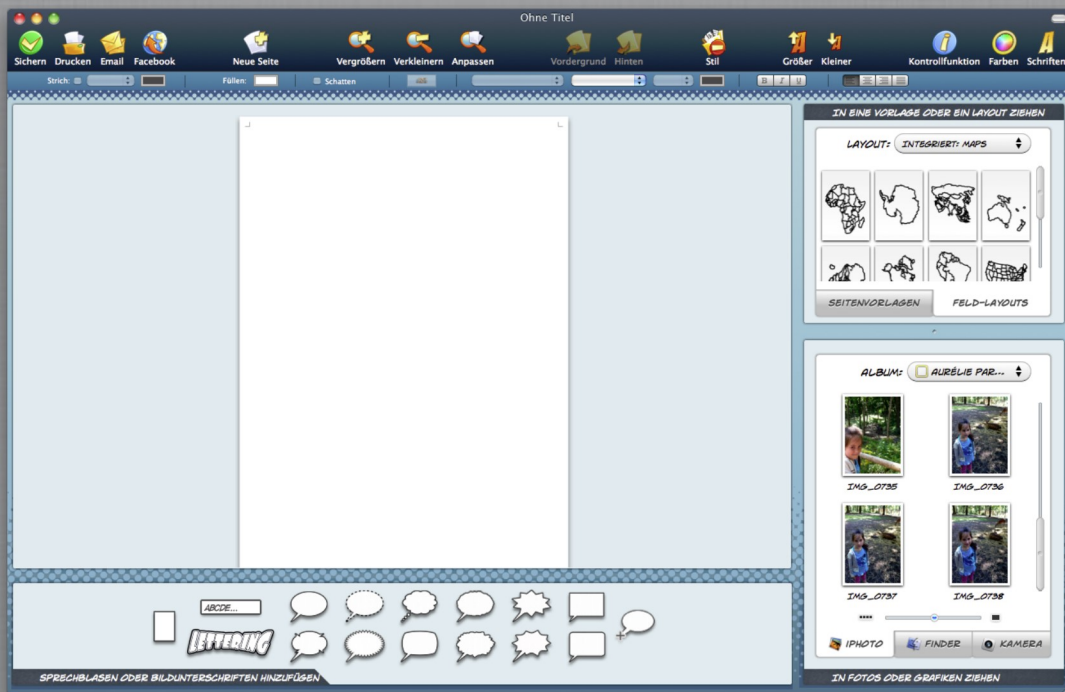 Ohne Titel
Sichern Drucken Email Facebook Neue Seite Vergrößern Verkleinern Anpassen Vordergrund Hinten Stil Größer Kleiner Kontrollfunktion Farben Schriften
Strich: Füllen: Schatten B I U
IN EINE VORLAGE ODER EIN LAYOUT ZIEHEN
LAYOUT: INTEGRIERT: MAPS
SEITENVORLAGEN FELD-LAYOUTS
ALBUM: AURÉLIE PAR...
IMG_0735 IMG_0736
IMG_0737 IMG_0738
IPHOTO FINDER KAMERA
IN FOTOS ODER GRAFIKEN ZIEHEN
ABCDE...
LETTERING
SPRECHBLASEN ODER BILDUNTERSCHRIFTEN HINZUFÜGEN